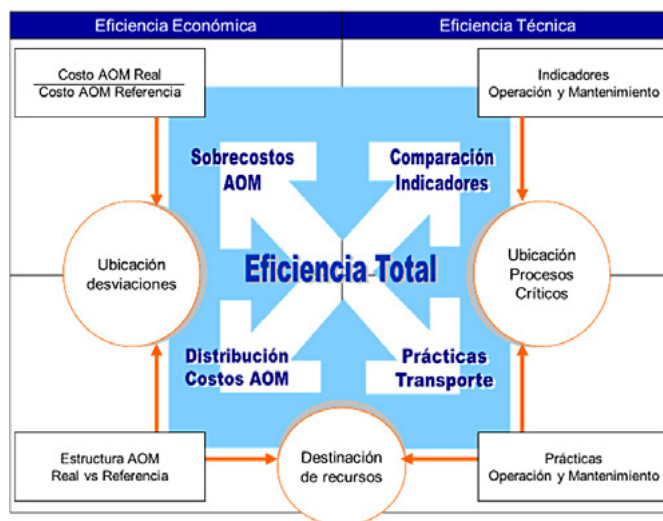 Eficiencia Económica
Eficiencia Técnica
Costo AOM Real
Costo AOM Referencia
Indicadores
Operación y Mantenimiento
Sobrecostos
AOM
Comparación
Indicadores
Ubicación
desviaciones
Eficiencia Total
Ubicación
Procesos
Críticos
Distribución
Costos AOM
Prácticas
Transporte
Estructura AOM
Real vs Referencia
Destinación
de recursos
Prácticas
Operación y Mantenimiento